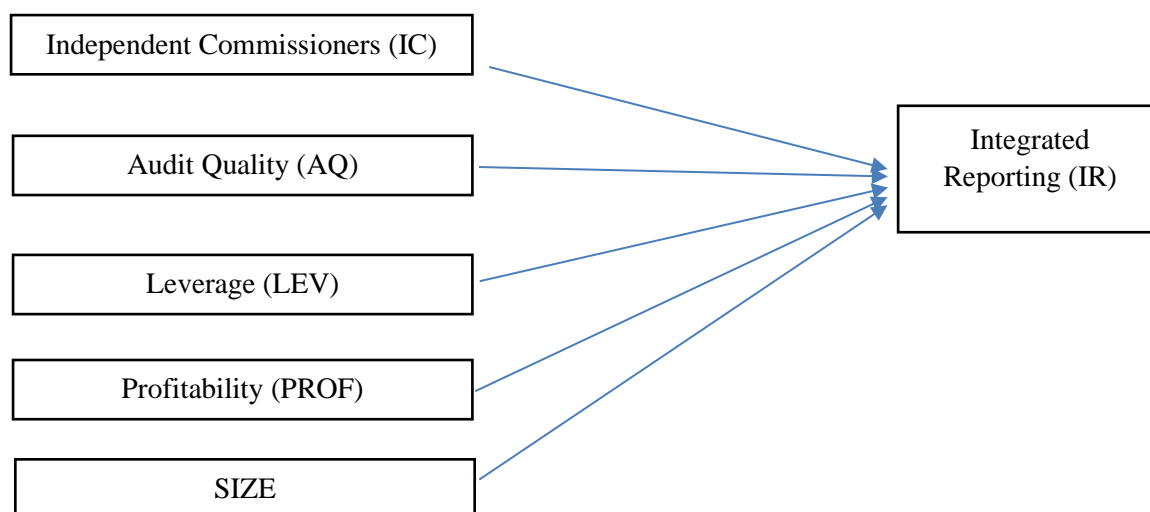 Independent Commissioners (IC)
Audit Quality (AQ)
Leverage (LEV)
Profitability (PROF)
SIZE
Integrated
Reporting (IR)